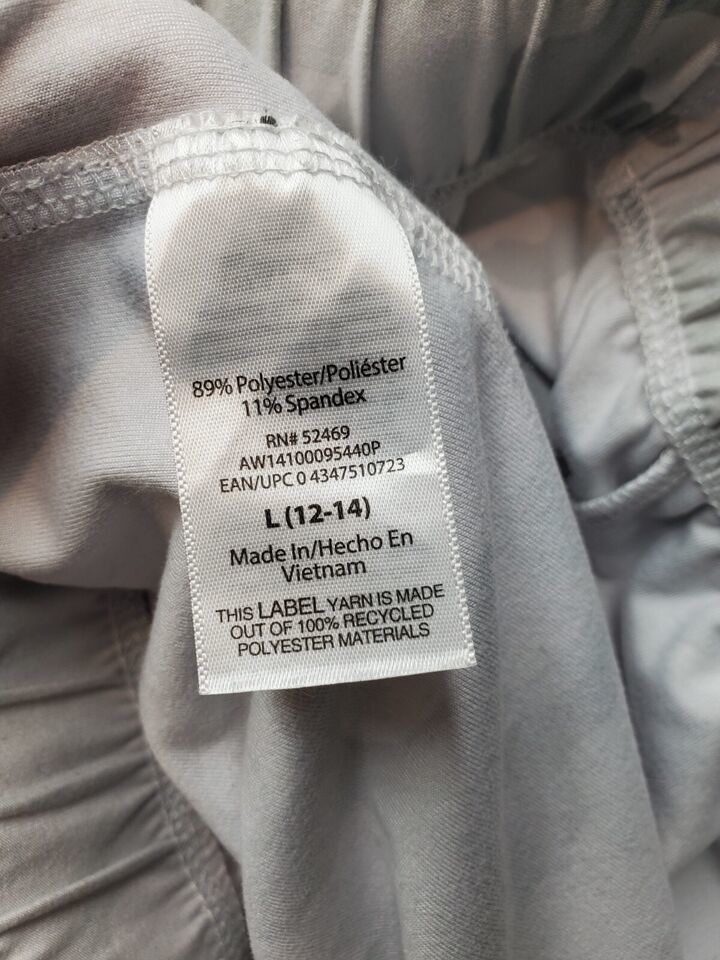 89% Polyester/Poliéster
11% Spandex
RN# 52469
AW14100095440P
EAN/UPC 0 4347510723
L (12-14)
Made In/Hecho En
Vietnam
THIS LABEL YARN IS MADE
OUT OF 100% RECYCLED
POLYESTER MATERIALS